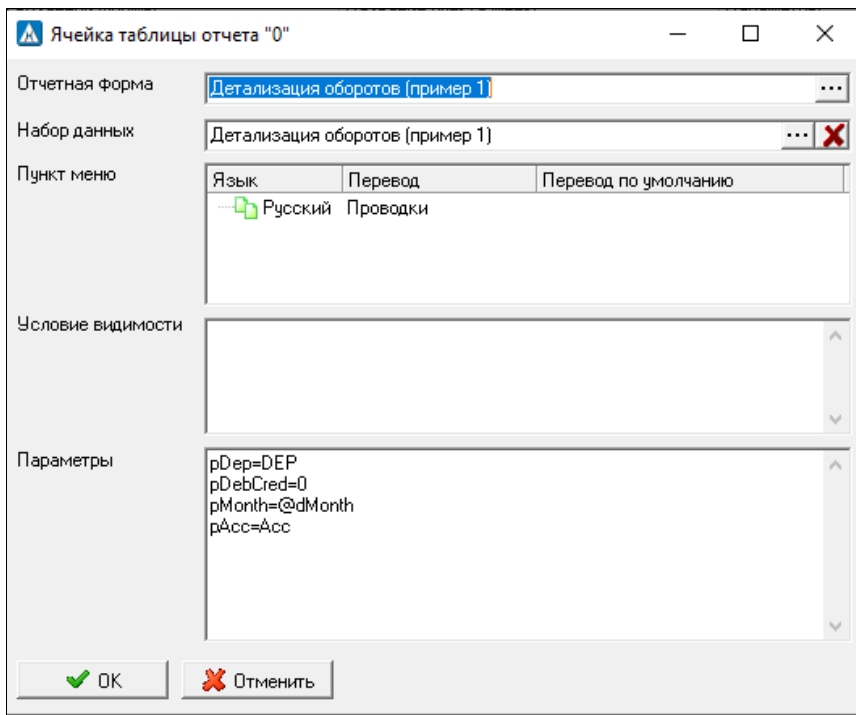 Ячейка таблицы отчета "0"
Отчетная форма
Детализация оборотов (пример 1)
...
Набор данных
Детализация оборотов (пример 1)
...
Пункт меню
Язык Перевод Перевод по умолчанию
Русский Проводки
Условие видимости
Параметры
pDep=DEP
pDebCred=0
pMonth=@dMonth
pAcc=Acc
OK Отменить